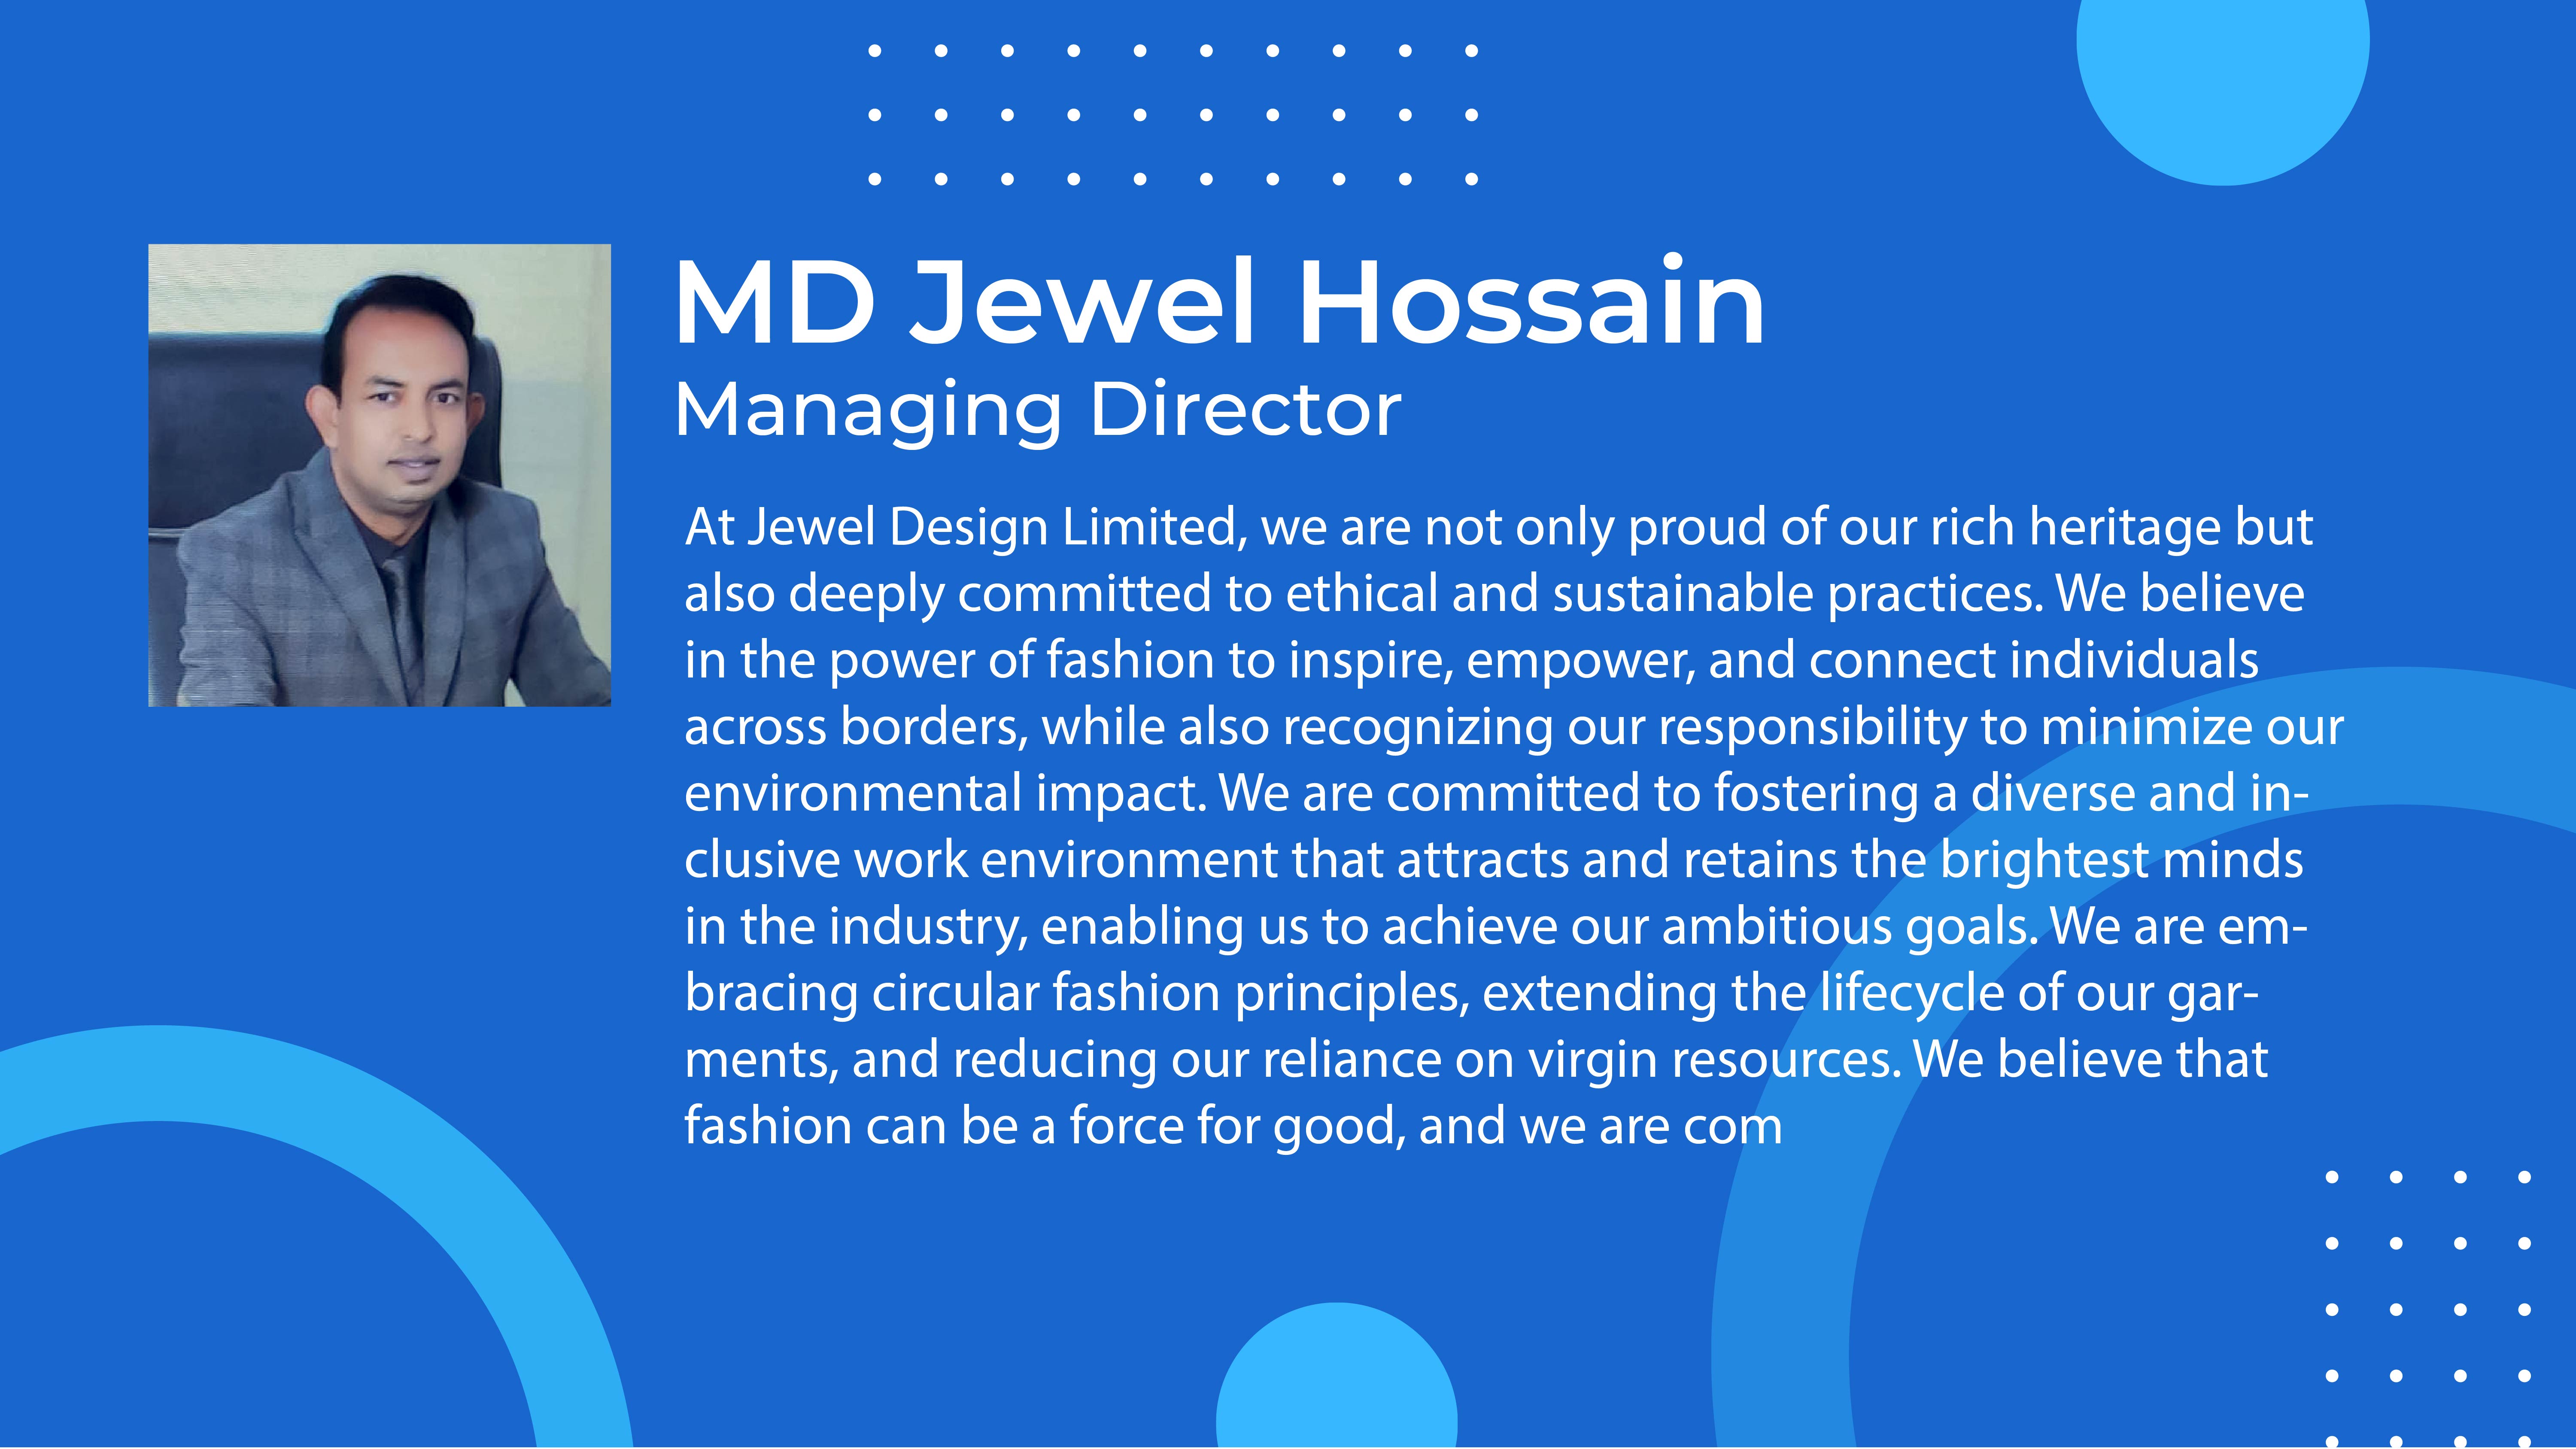 MD Jewel Hossain
Managing Director
At Jewel Design Limited, we are not only proud of our rich heritage but
also deeply committed to ethical and sustainable practices. We believe
in the power of fashion to inspire, empower, and connect individuals
across borders, while also recognizing our responsibility to minimize our
environmental impact. We are committed to fostering a diverse and in-
clusive work environment that attracts and retains the brightest minds
in the industry, enabling us to achieve our ambitious goals. We are em-
bracing circular fashion principles, extending the lifecycle of our gar-
ments, and reducing our reliance on virgin resources. We believe that
fashion can be a force for good, and we are com